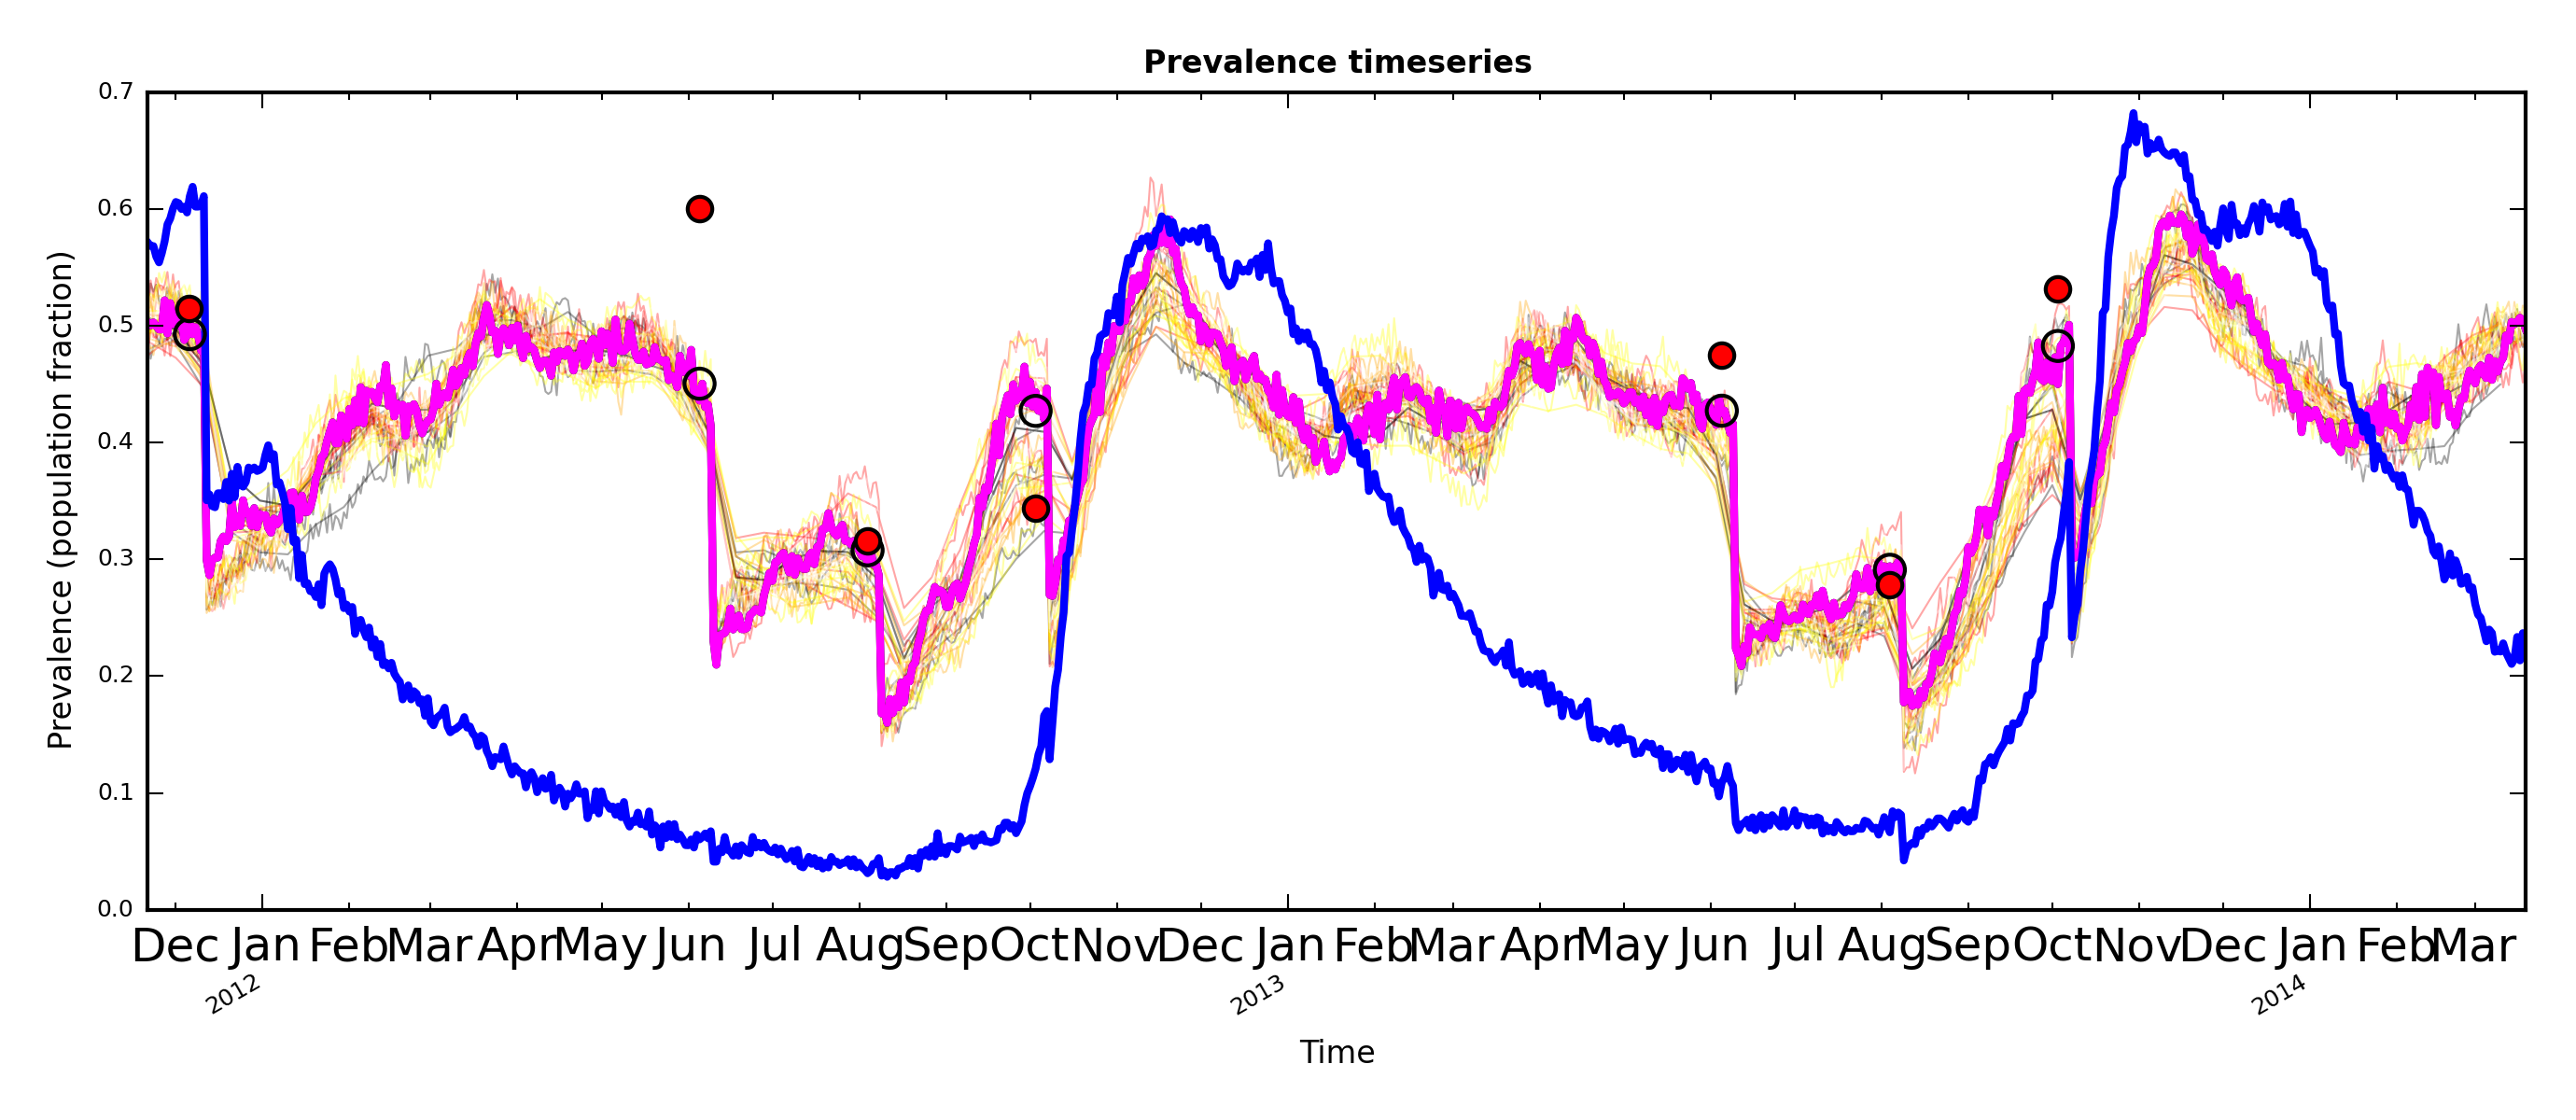 Prevalence timeseries
Prevalence (population fraction)
0.7
0.6
0.5
0.4
0.3
0.2
0.1
0.0
Dec Jan Feb Mar Apr May Jun Jul Aug Sep Oct Nov Dec Jan Feb Mar Apr May Jun Jul Aug Sep Oct Nov Dec Jan Feb Mar
2012 2013 2014
Time